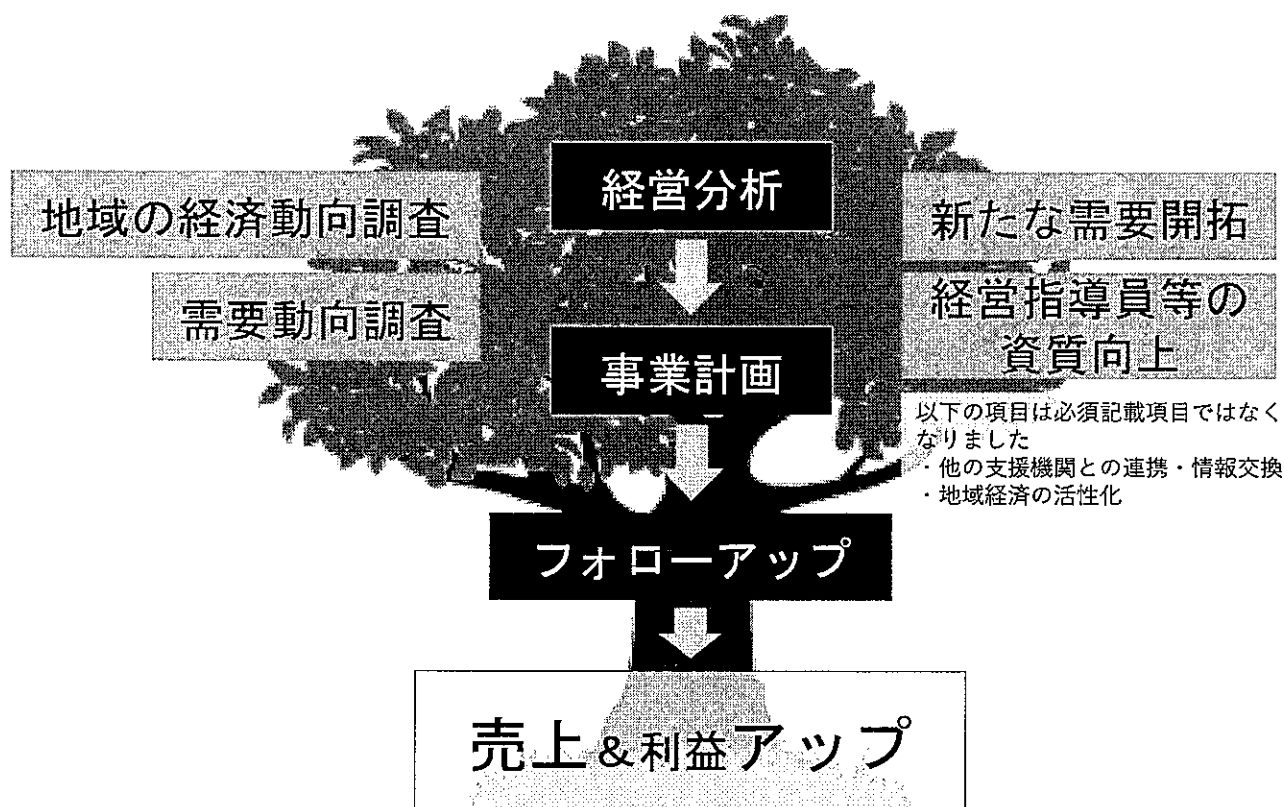 経営分析
地域の経済動向調査
新たな需要開拓
需要動向調査
経営指導員等の
資質向上
事業計画
以下の項目は必須記載項目ではなく
なりました
・他の支援機関との連携・情報交換
・地域経済の活性化
フォローアップ
売上&利益アップ